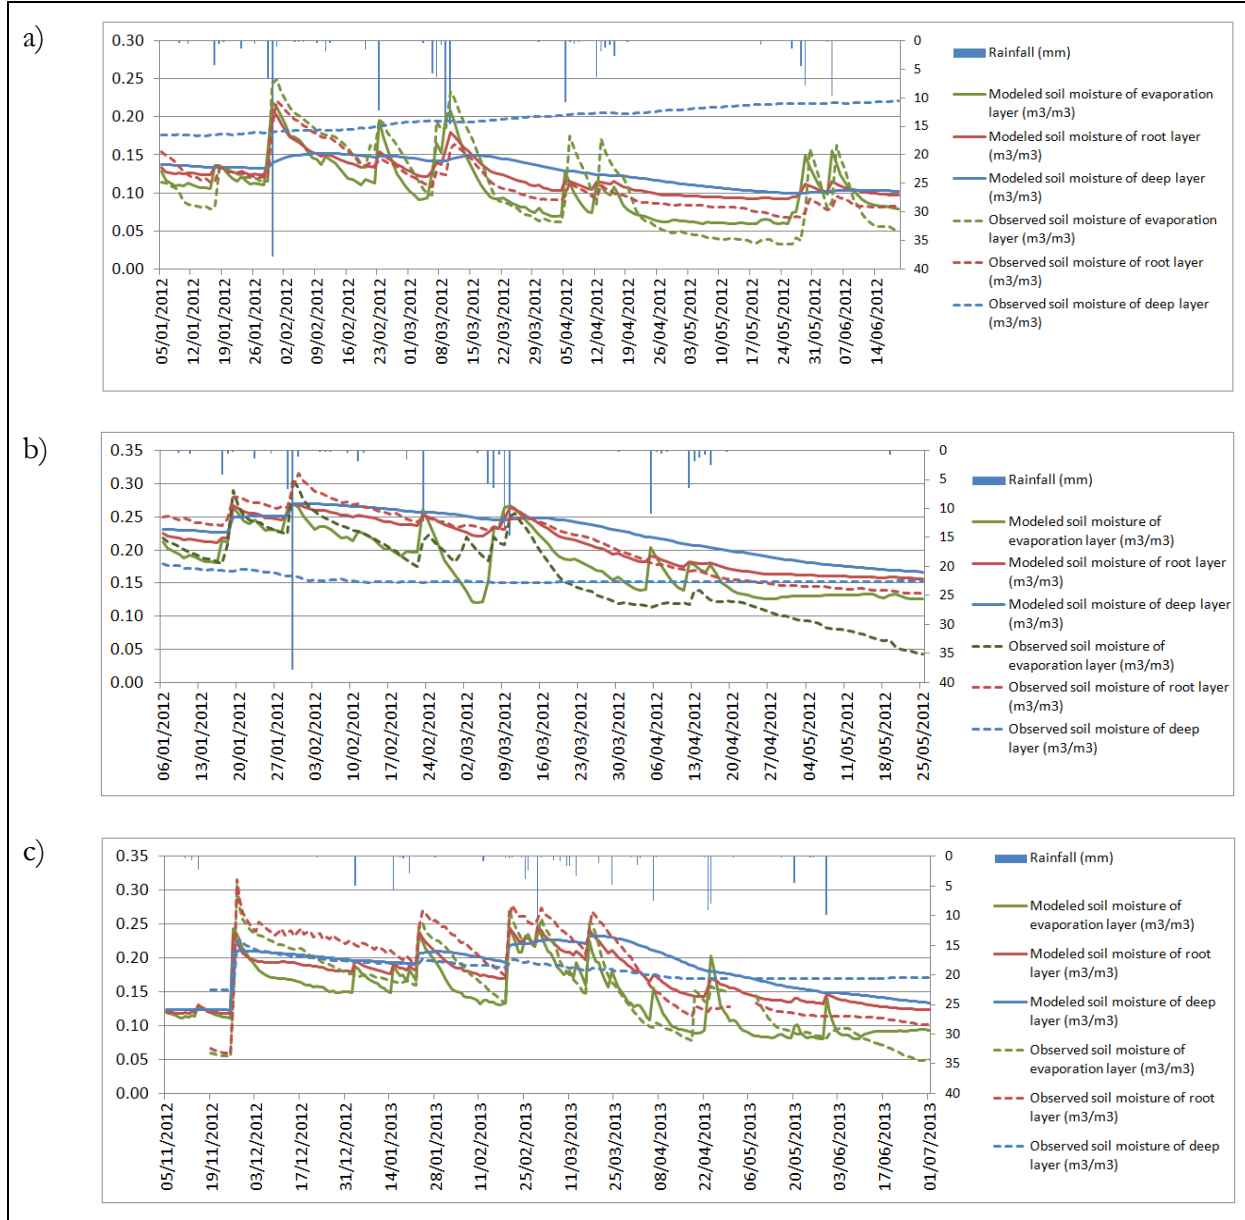 a)
0.30
0.25
0.20
0.15
0.10
0.05
0.00
0
5
10
15
20
25
30
35
40
05/01/2012
12/01/2012
19/01/2012
26/01/2012
02/02/2012
09/02/2012
16/02/2012
23/02/2012
01/03/2012
08/03/2012
15/03/2012
22/03/2012
29/03/2012
05/04/2012
12/04/2012
19/04/2012
26/04/2012
03/05/2012
10/05/2012
17/05/2012
24/05/2012
31/05/2012
07/06/2012
14/06/2012
Rainfall (mm)
Modeled soil moisture of evaporation
layer (m3/m3)
Modeled soil moisture of root layer
(m3/m3)
Modeled soil moisture of deep layer
(m3/m3)
Observed soil moisture of evaporation
layer (m3/m3)
Observed soil moisture of root layer
(m3/m3)
Observed soil moisture of deep layer
(m3/m3)
b)
0.35
0.30
0.25
0.20
0.15
0.10
0.05
0.00
0
5
10
15
20
25
30
35
40
06/01/2012
13/01/2012
20/01/2012
27/01/2012
03/02/2012
10/02/2012
17/02/2012
24/02/2012
02/03/2012
09/03/2012
16/03/2012
23/03/2012
30/03/2012
06/04/2012
13/04/2012
20/04/2012
27/04/2012
04/05/2012
11/05/2012
18/05/2012
25/05/2012
Rainfall (mm)
Modeled soil moisture of
evaporation layer (m3/m3)
Modeled soil moisture of root layer
(m3/m3)
Modeled soil moisture of deep layer
(m3/m3)
Observed soil moisture of
evaporation layer (m3/m3)
Observed soil moisture of root layer
(m3/m3)
Observed soil moisture of deep
layer (m3/m3)
c)
0.35
0.30
0.25
0.20
0.15
0.10
0.05
0.00
0
5
10
15
20
25
30
35
40
05/11/2012
19/11/2012
03/12/2012
17/12/2012
31/12/2012
14/01/2013
28/01/2013
11/02/2013
25/02/2013
11/03/2013
25/03/2013
08/04/2013
22/04/2013
06/05/2013
20/05/2013
03/06/2013
17/06/2013
01/07/2013
Rainfall (mm)
Modeled soil moisture of
evaporation layer (m3/m3)
Modeled soil moisture of root
layer (m3/m3)
Modeled soil moisture of deep
layer (m3/m3)
Observed soil moisture of
evaporation layer (m3/m3)
Observed soil moisture of root
layer (m3/m3)
Observed soil moisture of deep
layer (m3/m3)